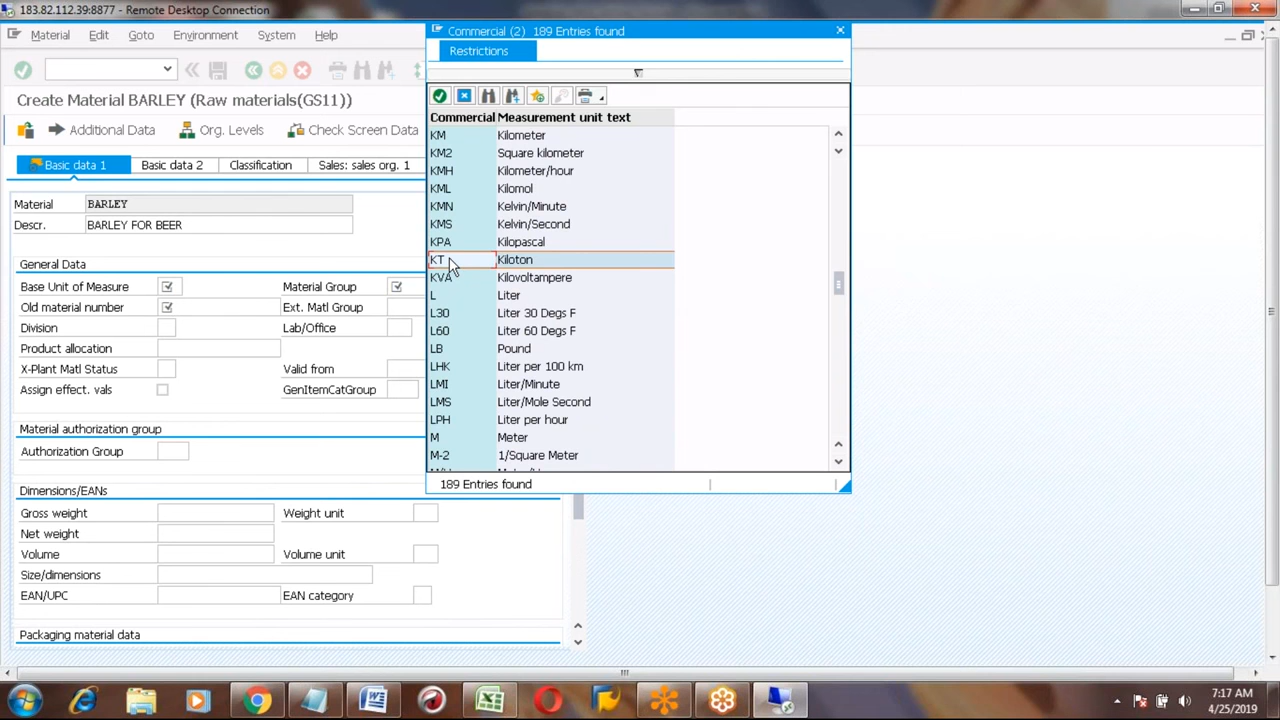 183.82.112.39:8877 - Remote Desktop Connection
Material Edit Goto Environment System Help
Create Material BARLEY (Raw materials(GS11))
Additional Data Org. Levels Check Screen Data
Basic data 1 Basic data 2 Classification Sales: sales org. 1
Material BARLEY
Descr. BARLEY FOR BEER
General Data
Base Unit of Measure Material Group
Old material number Ext. Matl Group
Division Lab/Office
Product allocation
X-Plant Matl Status Valid from
Assign effect. vals GenItemCatGroup
Material authorization group
Authorization Group
Dimensions/EANs
Gross weight Weight unit
Net weight
Volume Volume unit
Size/dimensions
EAN/UPC EAN category
Packaging material data
Commercial (2) 189 Entries found
Restrictions
Commercial Measurement unit text
KM Kilometer
KM2 Square kilometer
KMH Kilometer/hour
KML Kilomol
KMN Kelvin/Minute
KMS Kelvin/Second
KPA Kilopascal
KT Kiloton
KVA Kilovoltampere
L Liter
L30 Liter 30 Degs F
L60 Liter 60 Degs F
LB Pound
LHK Liter per 100 km
LMI Liter/Minute
LMS Liter/Mole Second
LPH Liter per hour
M Meter
M-2 1/Square Meter
189 Entries found
7:17 AM
4/25/2019